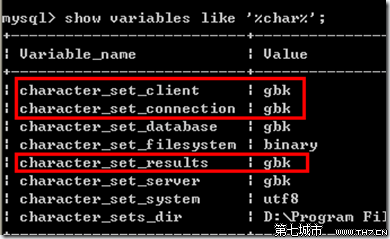 mysql> show variables like '%char%';
Variable_name | Value
character_set_client | gbk
character_set_connection | gbk
character_set_database | gbk
character_set_filesystem | binary
character_set_results | gbk
character_set_server | gbk
character_set_system | utf8
character_sets_dir | D:\Program Fil
第七城市 www.TH7.CN